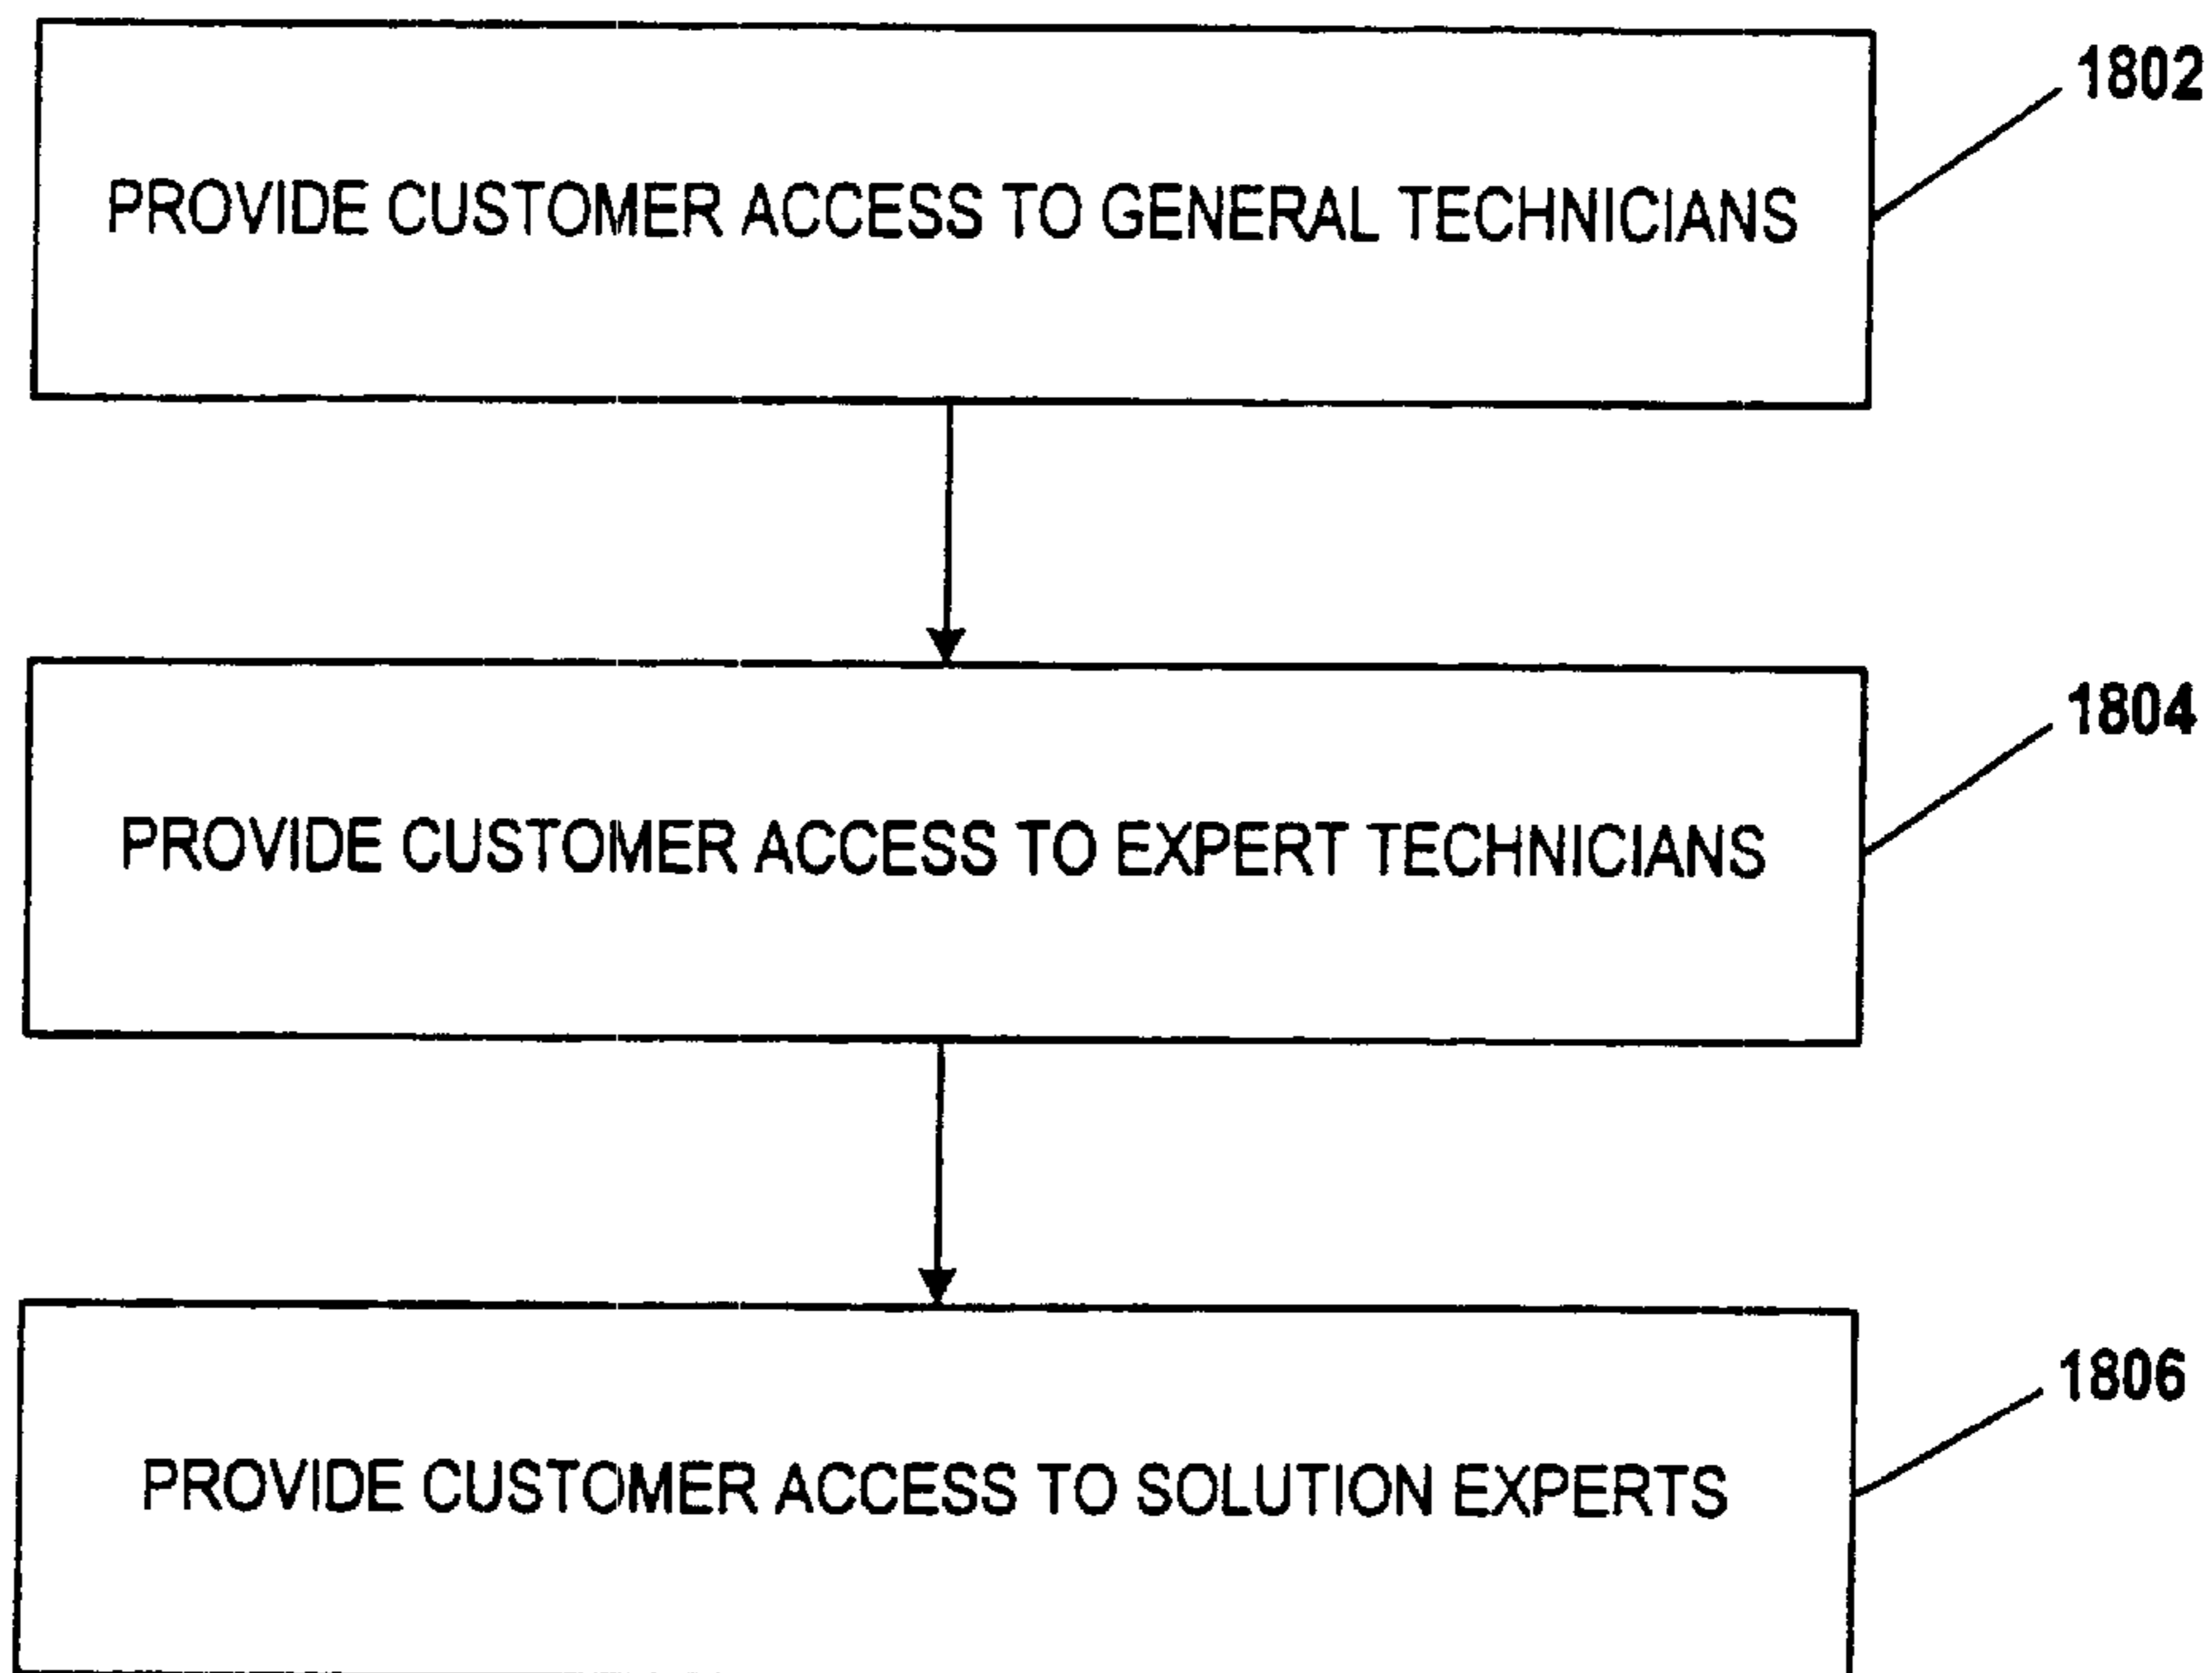 1802
PROVIDE CUSTOMER ACCESS TO GENERAL TECHNICIANS
1804
PROVIDE CUSTOMER ACCESS TO EXPERT TECHNICIANS
1806
PROVIDE CUSTOMER ACCESS TO SOLUTION EXPERTS